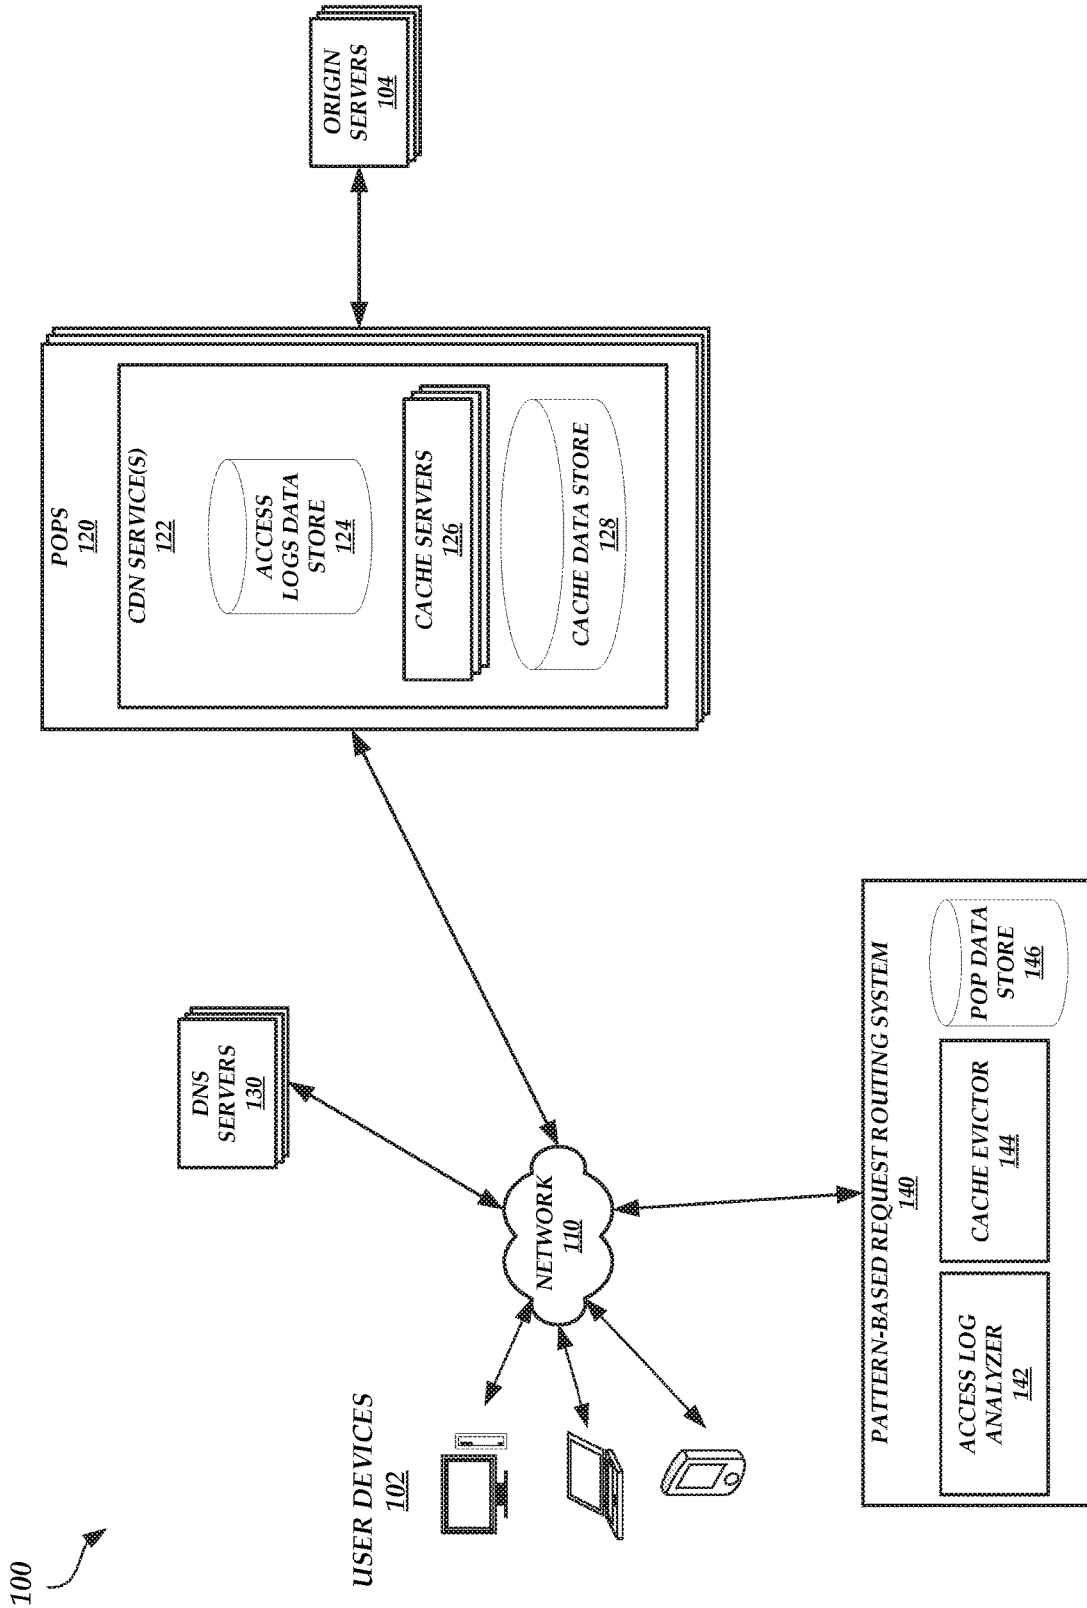 100
USER DEVICES
102
NETWORK
110
DNS
SERVERS
130
POPS
120
CDN SERVICE(S)
122
ACCESS
LOGS DATA
STORE
124
CACHE SERVERS
126
CACHE DATA STORE
128
ORIGIN
SERVERS
104
PATTERN-BASED REQUEST ROUTING SYSTEM
140
ACCESS LOG
ANALYZER
142
CACHE EVICTOR
144
POP DATA
STORE
146